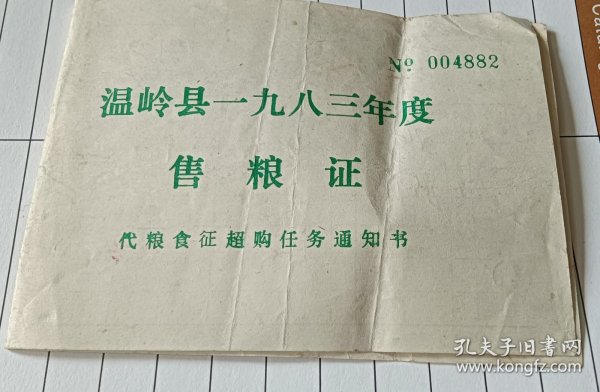 Nº 004882
温岭县一九八三年度
售粮证
代粮食征超购任务通知书
孔夫子旧书网
www.kongfz.com